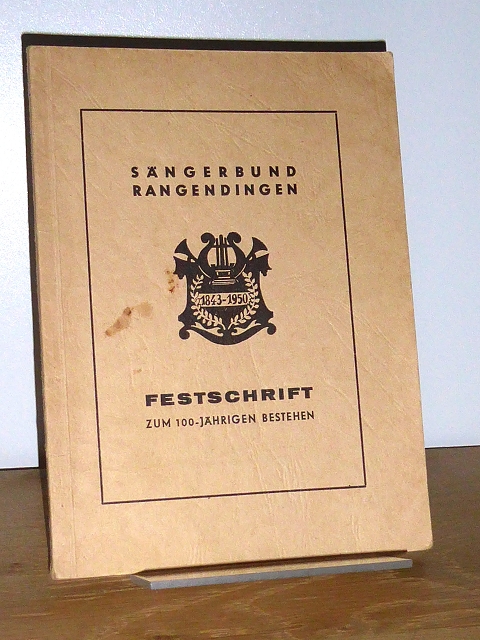 SÄNGERBUND
RANGENDINGEN
1843-1950
FESTSCHRIFT
ZUM 100-JÄHRIGEN BESTEHEN